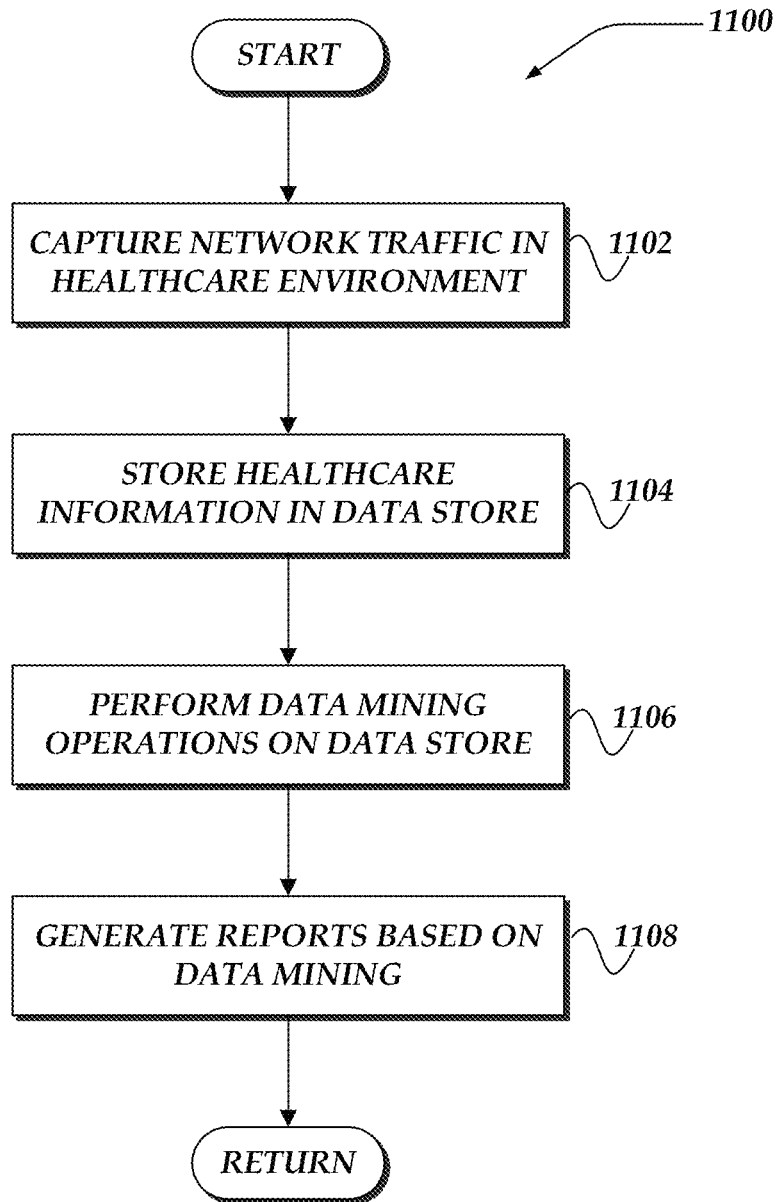 1100
START
CAPTURE NETWORK TRAFFIC IN
HEALTHCARE ENVIRONMENT
1102
STORE HEALTHCARE
INFORMATION IN DATA STORE
1104
PERFORM DATA MINING
OPERATIONS ON DATA STORE
1106
GENERATE REPORTS BASED ON
DATA MINING
1108
RETURN